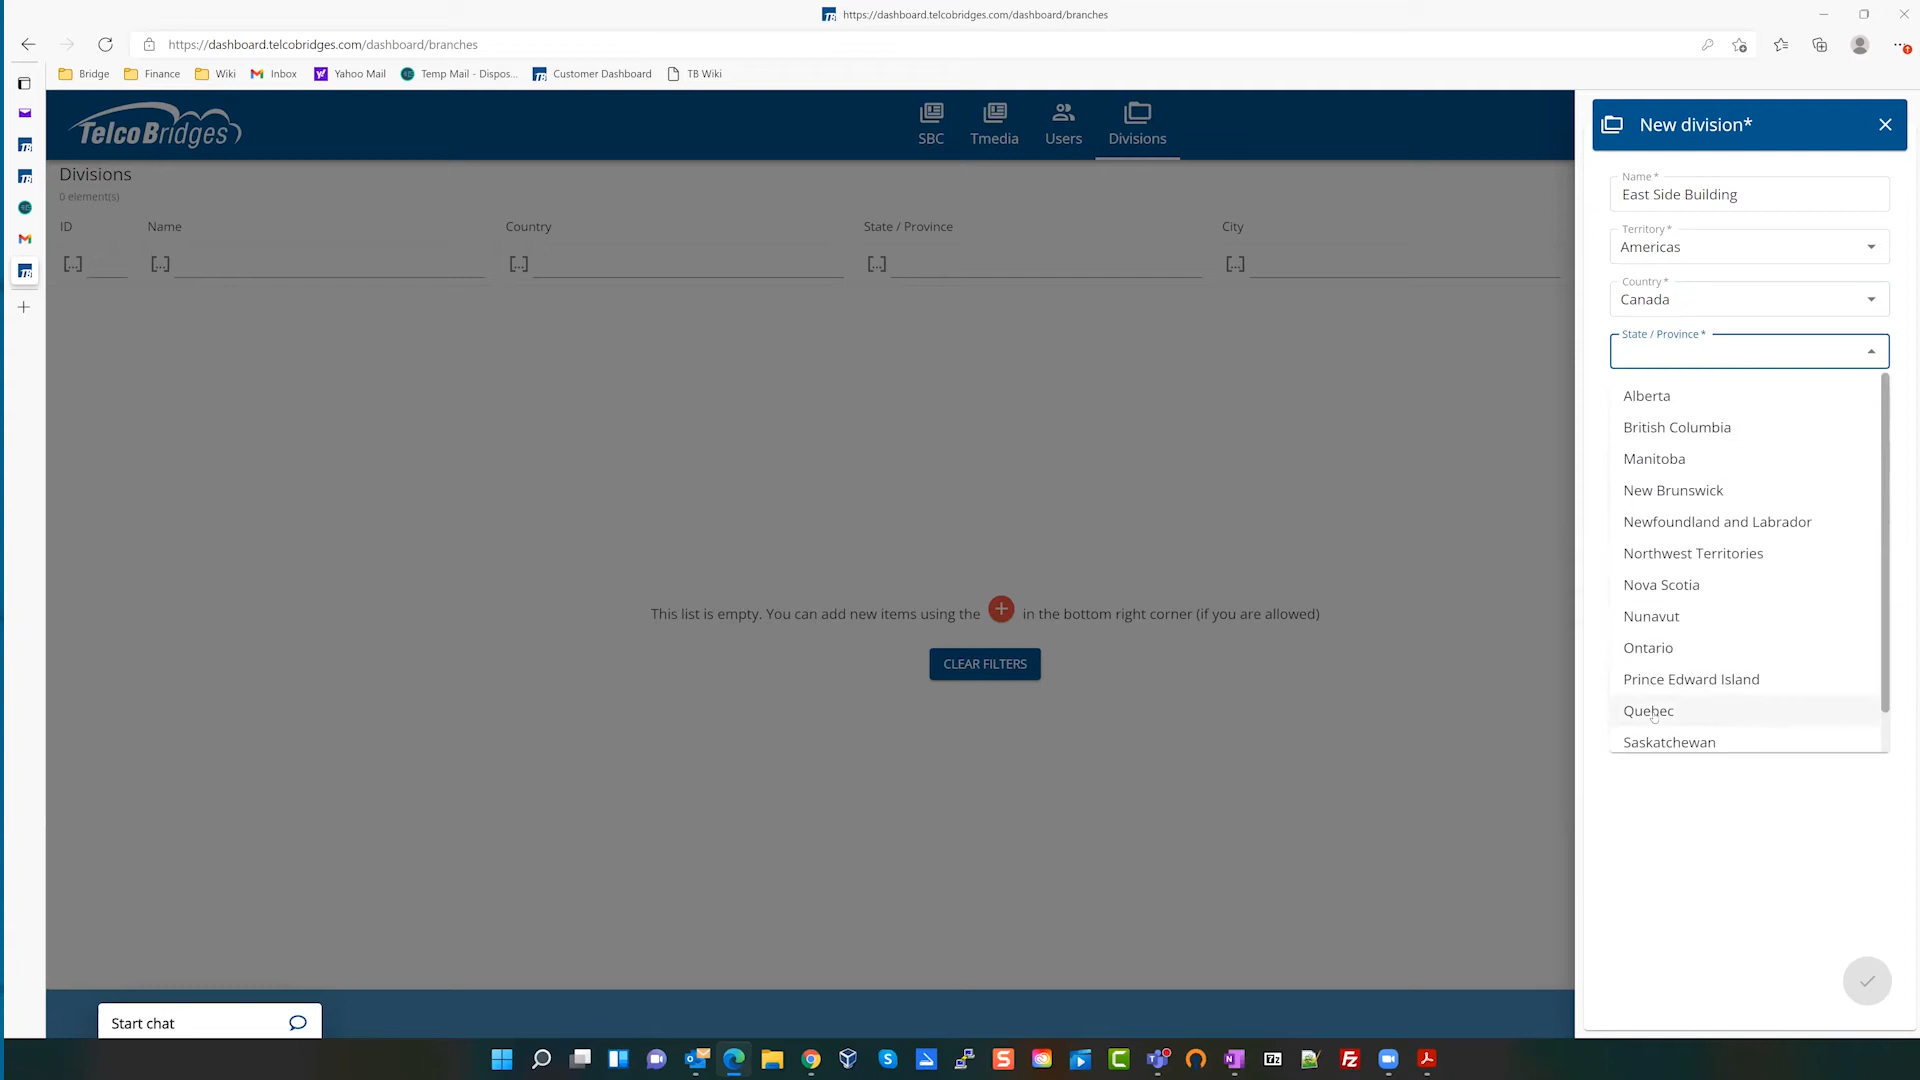 https://dashboard.telcobridges.com/dashboard/branches
https://dashboard.telcobridges.com/dashboard/branches
Bridge
Finance
Wiki
Inbox
Yahoo Mail
Temp Mail - Dispos...
Customer Dashboard
TB Wiki
TelcoBridges
SBC
Tmedia
Users
Divisions
Divisions
0 element(s)
ID
Name
Country
State / Province
City
[...]
[...]
[...]
[...]
[...]
This list is empty. You can add new items using the + in the bottom right corner (if you are allowed)
CLEAR FILTERS
New division*
Name *
East Side Building
Territory *
Americas
Country *
Canada
State / Province *
Alberta
British Columbia
Manitoba
New Brunswick
Newfoundland and Labrador
Northwest Territories
Nova Scotia
Nunavut
Ontario
Prince Edward Island
Quebec
Saskatchewan
Start chat